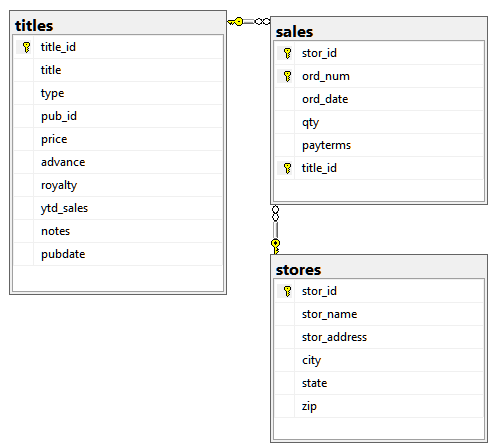 titles
title_id
title
type
pub_id
price
advance
royalty
ytd_sales
notes
pubdate
sales
stor_id
ord_num
ord_date
qty
payterms
title_id
stores
stor_id
stor_name
stor_address
city
state
zip